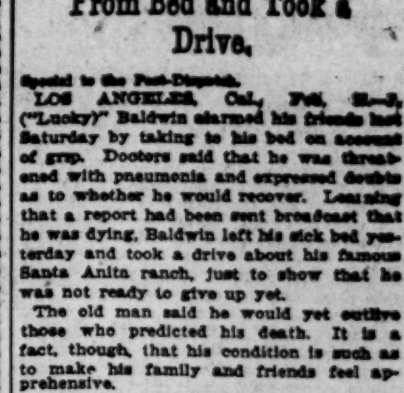 From Bed and Took a
Drive.
Special to the Post-Dispatch.
LOS ANGELES, Cal., Feb. J.
("Lucky") Baldwin alarmed his friends last
Saturday by taking to his bed on account
of grip. Doctors said that he was threat-
ened with pneumonia and expressed doubts
as to whether he would recover. Learning
that a report had been sent broadcast that
he was dying, Baldwin left his sick bed yes-
terday and took a drive about his famous
Santa Anita ranch, just to show that he
was not ready to give up yet.
The old man said he would yet outlive
those who predicted his death. It is a
fact, though, that his condition is such as
to make his family and friends feel ap-
prehensive.